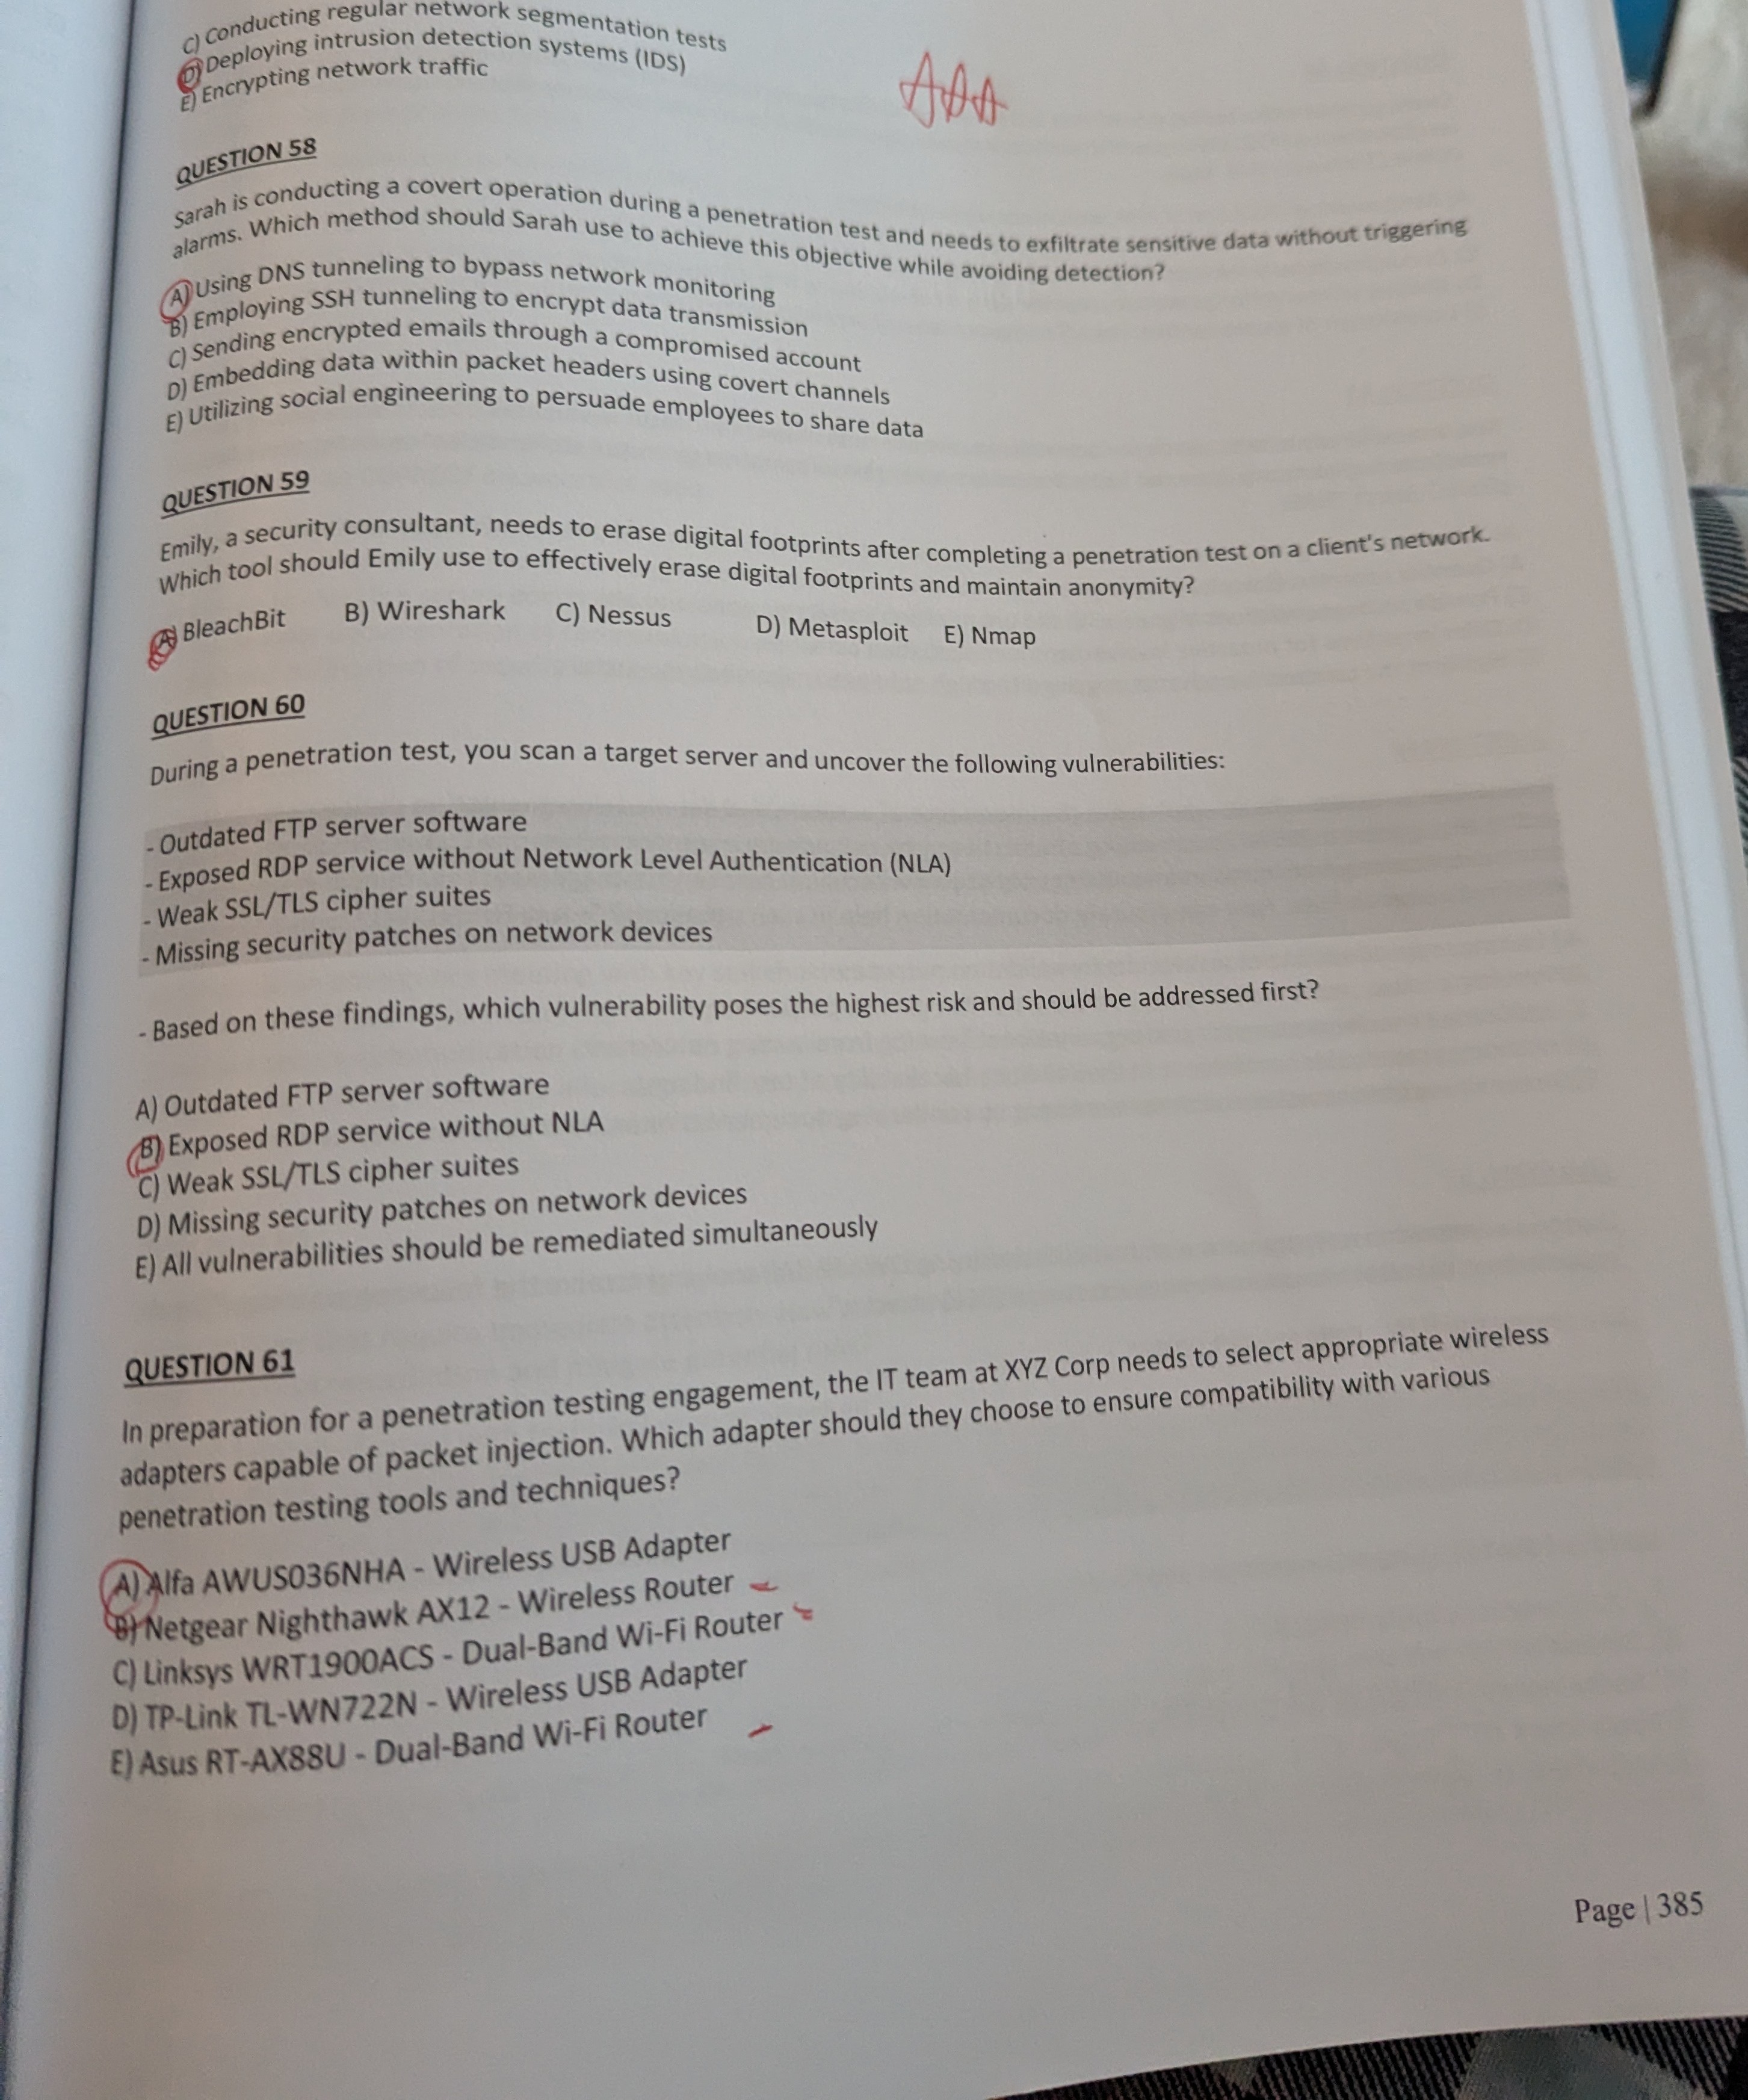 C) Conducting regular network segmentation tests
D) Deploying intrusion detection systems (IDS)
E) Encrypting network traffic
AAA
QUESTION 58
Sarah is conducting a covert operation during a penetration test and needs to exfiltrate sensitive data without triggering
alarms. Which method should Sarah use to achieve this objective while avoiding detection?
A) Using DNS tunneling to bypass network monitoring
B) Employing SSH tunneling to encrypt data transmission
C) Sending encrypted emails through a compromised account
D) Embedding data within packet headers using covert channels
E) Utilizing social engineering to persuade employees to share data
QUESTION 59
Emily, a security consultant, needs to erase digital footprints after completing a penetration test on a client's network.
Which tool should Emily use to effectively erase digital footprints and maintain anonymity?
A) BleachBit B) Wireshark C) Nessus D) Metasploit E) Nmap
QUESTION 60
During a penetration test, you scan a target server and uncover the following vulnerabilities:
- Outdated FTP server software
- Exposed RDP service without Network Level Authentication (NLA)
- Weak SSL/TLS cipher suites
- Missing security patches on network devices
- Based on these findings, which vulnerability poses the highest risk and should be addressed first?
A) Outdated FTP server software
B) Exposed RDP service without NLA
C) Weak SSL/TLS cipher suites
D) Missing security patches on network devices
E) All vulnerabilities should be remediated simultaneously
QUESTION 61
In preparation for a penetration testing engagement, the IT team at XYZ Corp needs to select appropriate wireless
adapters capable of packet injection. Which adapter should they choose to ensure compatibility with various
penetration testing tools and techniques?
A) Alfa AWUS036NHA - Wireless USB Adapter
B) Netgear Nighthawk AX12 - Wireless Router
C) Linksys WRT1900ACS - Dual-Band Wi-Fi Router
D) TP-Link TL-WN722N - Wireless USB Adapter
E) Asus RT-AX88U - Dual-Band Wi-Fi Router
Page | 385